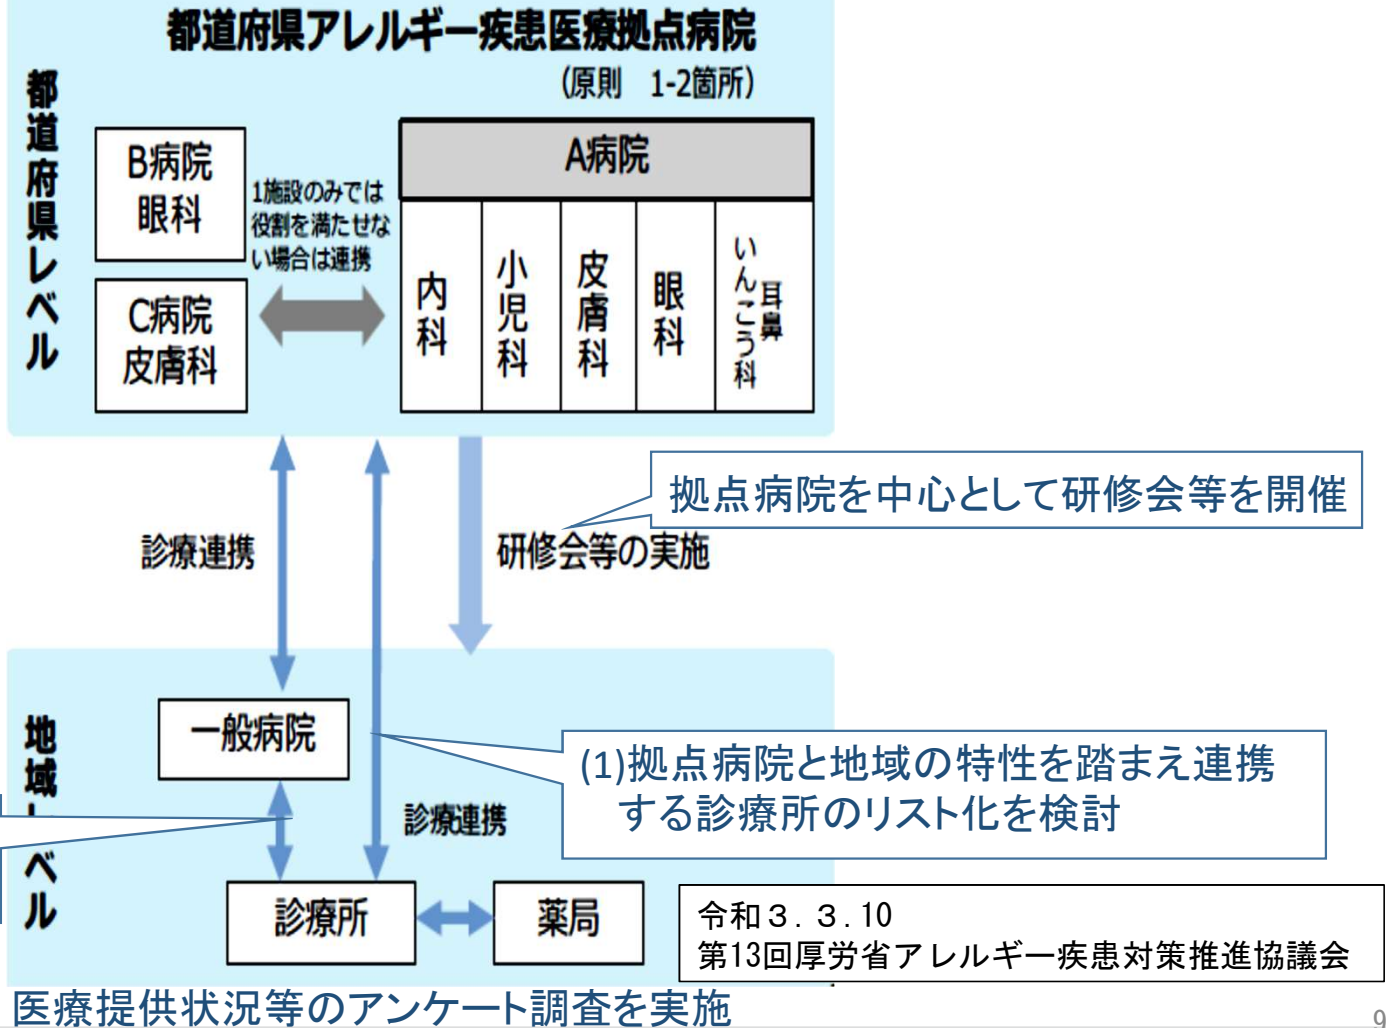 都道府県アレルギー疾患医療拠点病院
(原則　1-2箇所)
都道府県レベル
B病院
眼科
1施設のみでは
役割を満たせな
い場合は連携
C病院
皮膚科
A病院
内科
小児科
皮膚科
眼科
耳鼻
いんこう科
拠点病院を中心として研修会等を開催
診療連携
研修会等の実施
地域レベル
一般病院
(1)拠点病院と地域の特性を踏まえ連携
する診療所のリスト化を検討
診療連携
診療所
薬局
令和３．３．10
第13回厚労省アレルギー疾患対策推進協議会
医療提供状況等のアンケート調査を実施
9